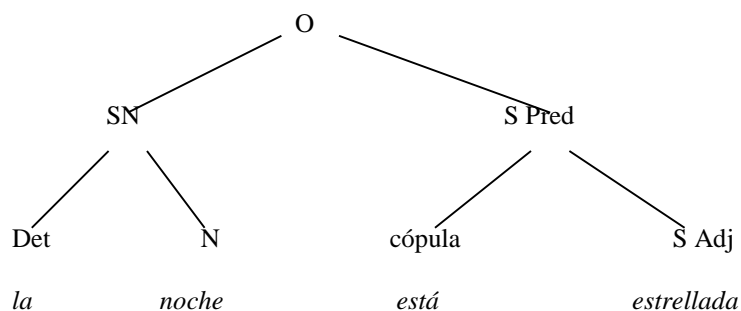 O
SN S Pred
Det N cópula S Adj
la noche está estrellada